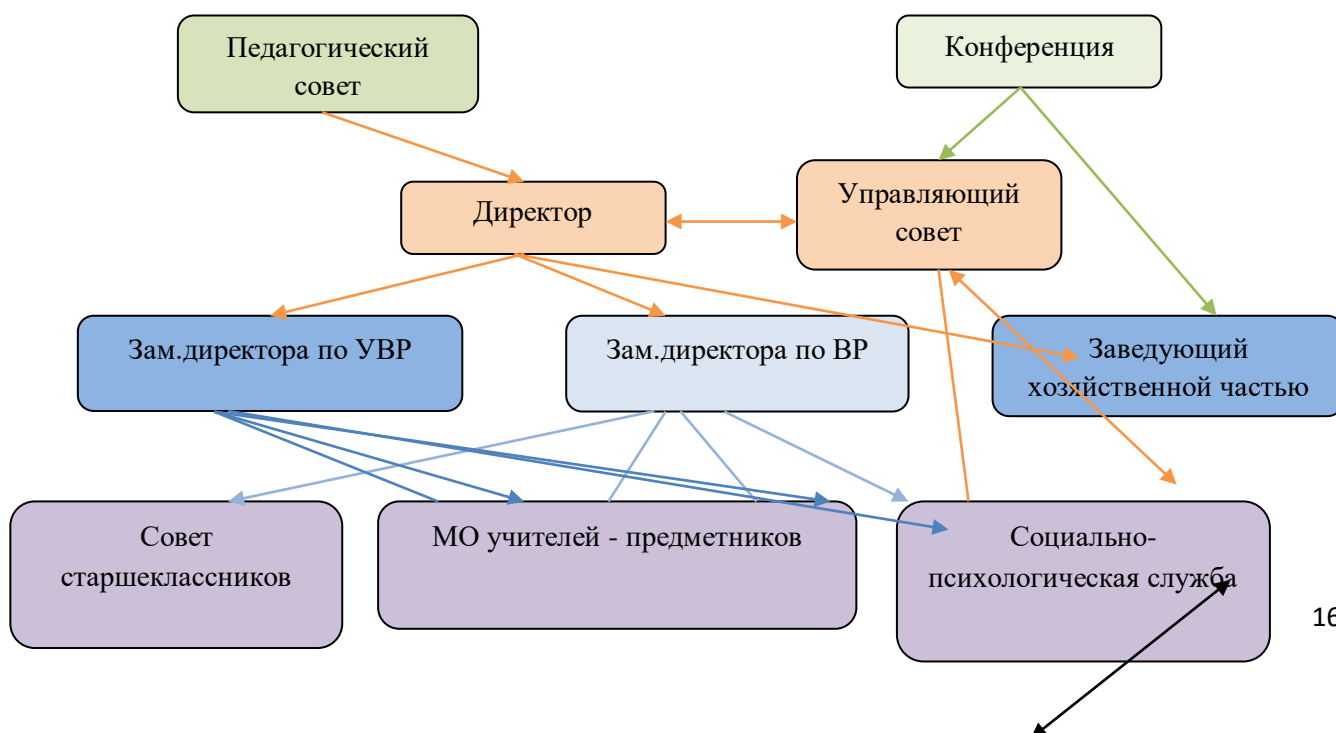 Педагогический
совет
Конференция
Директор
Управляющий
совет
Зам.директора по УВР
Зам.директора по ВР
Заведующий
хозяйственной частью
Совет
старшеклассников
МО учителей - предметников
Социально-
психологическая служба
16